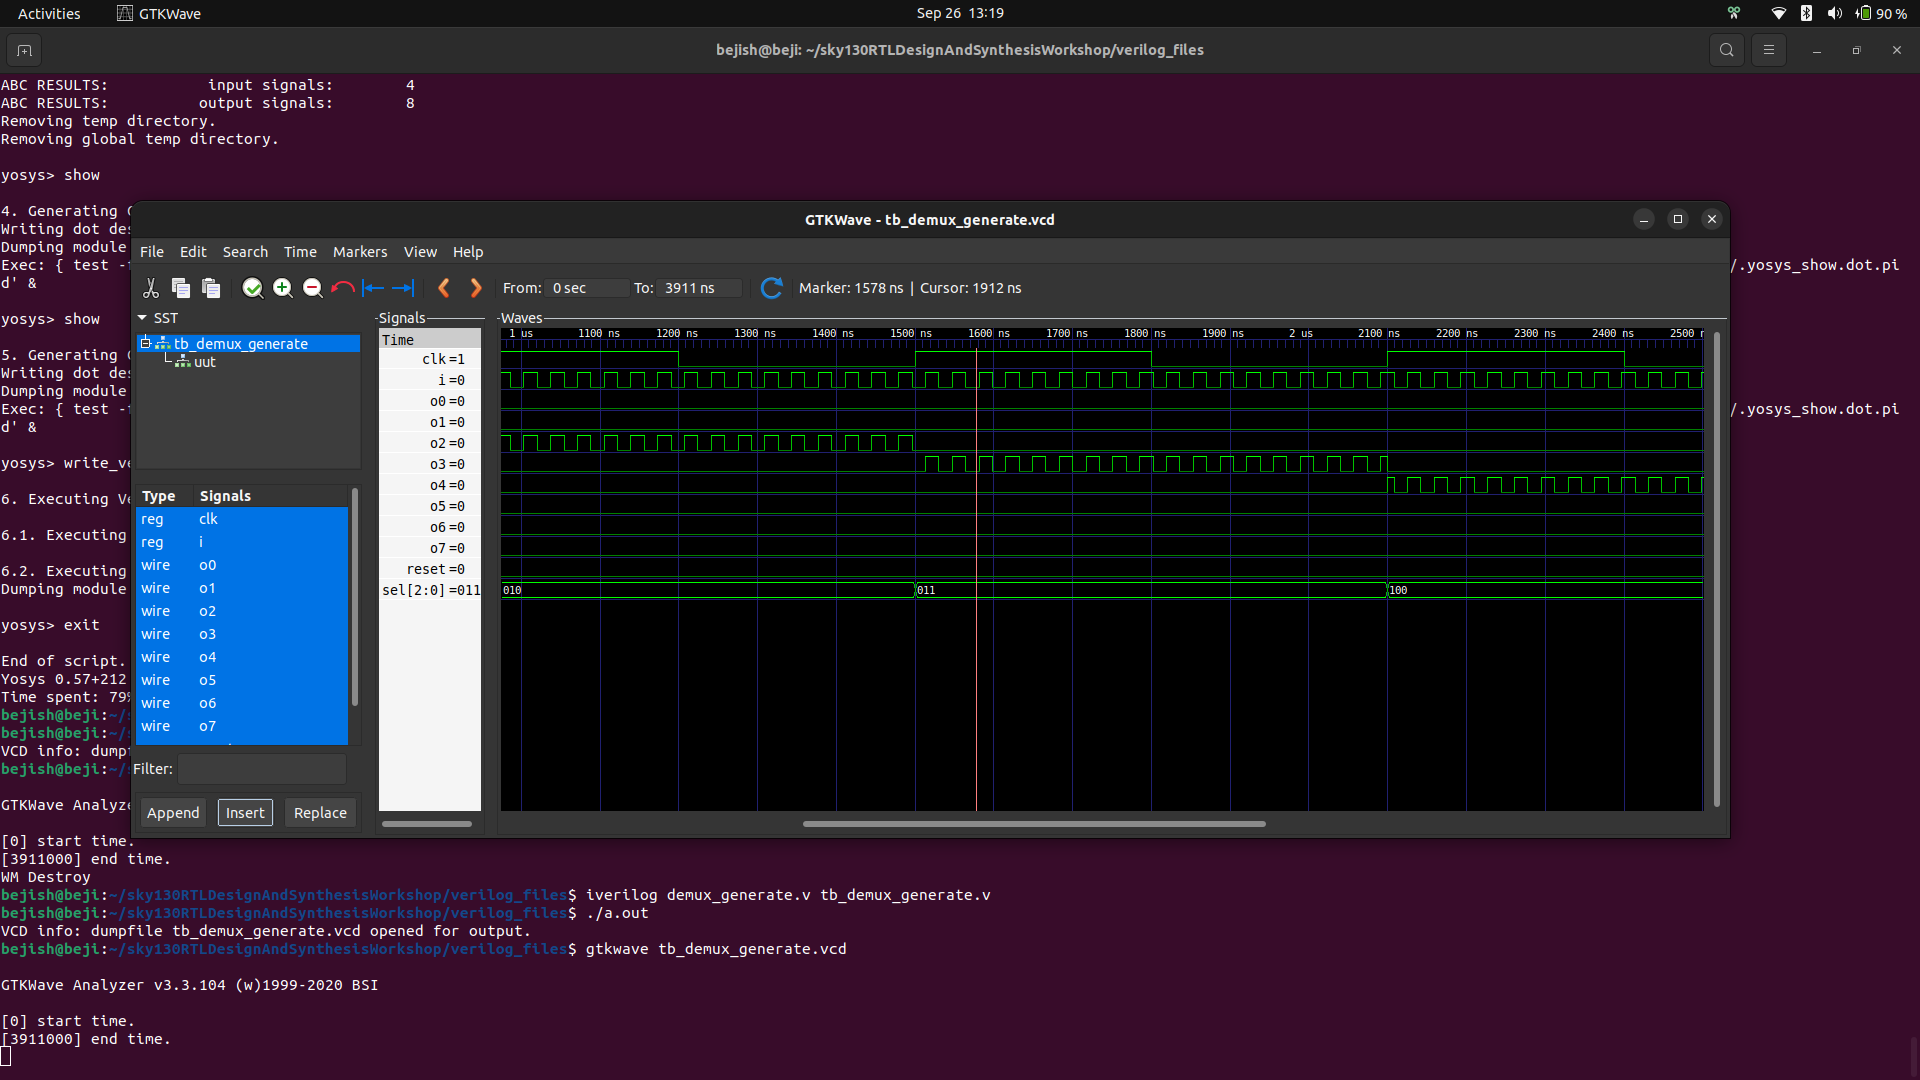 Activities GTKWave Sep 26 13:19 90 %
bejish@beji: ~/sky130RTLDesignAndSynthesisWorkshop/verilog_files
ABC RESULTS: input signals: 4
ABC RESULTS: output signals: 8
Removing temp directory.
Removing global temp directory.
yosys> show
4. Generating
Writing dot
Dumping module
Exec: { test /.yosys_show.dot.pi
d' &
yosys> show
5. Generating
Writing dot
Dumping module
Exec: { test /.yosys_show.dot.pi
d' &
yosys>
6. Executing
6.1. Executing
6.2. Executing
Dumping module
yosys> exit
End of script.
Yosys 0.57+212
Time spent: 79%
bejish@beji:~/
bejish@beji:~/
VCD info:
bejish@beji:~/
GTKWave
[0] start time.
[3911000] end time.
WM Destroy
bejish@beji:~/sky130RTLDesignAndSynthesisWorkshop/verilog_files$ iverilog demux_generate.v tb_demux_generate.v
bejish@beji:~/sky130RTLDesignAndSynthesisWorkshop/verilog_files$ ./a.out
VCD info: dumpfile tb_demux_generate.vcd opened for output.
bejish@beji:~/sky130RTLDesignAndSynthesisWorkshop/verilog_files$ gtkwave tb_demux_generate.vcd
GTKWave Analyzer v3.3.104 (w)1999-2020 BSI
[0] start time.
[3911000] end time.
GTKWave - tb_demux_generate.vcd
File Edit Search Time Markers View Help
From: 0 sec To: 3911 ns Marker: 1578 ns | Cursor: 1912 ns
SST
tb_demux_generate
uut
Type Signals
reg clk
reg i
wire o0
wire o1
wire o2
wire o3
wire o4
wire o5
wire o6
wire o7
Filter:
Append Insert Replace
Signals
Time
clk =1
i =0
o0 =0
o1 =0
o2 =0
o3 =0
o4 =0
o5 =0
o6 =0
o7 =0
reset =0
sel[2:0] =011
Waves
1 us 1100 ns 1200 ns 1300 ns 1400 ns 1500 ns 1600 ns 1700 ns 1800 ns 1900 ns 2 us 2100 ns 2200 ns 2300 ns 2400 ns 2500
010 011 100